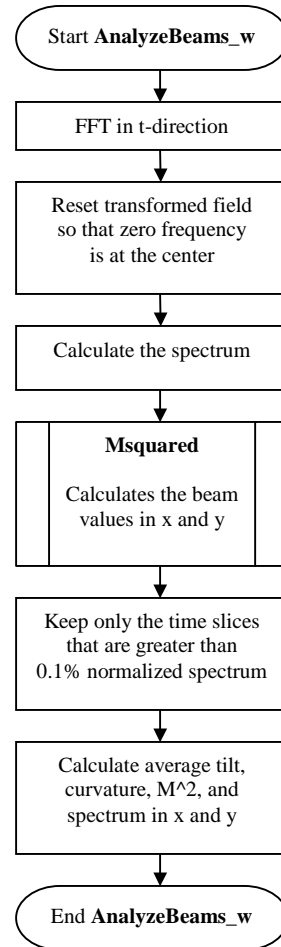 Start AnalyzeBeams_w
FFT in t-direction
Reset transformed field
so that zero frequency
is at the center
Calculate the spectrum
Msquared
Calculates the beam
values in x and y
Keep only the time slices
that are greater than
0.1% normalized spectrum
Calculate average tilt,
curvature, M^2, and
spectrum in x and y
End AnalyzeBeams_w